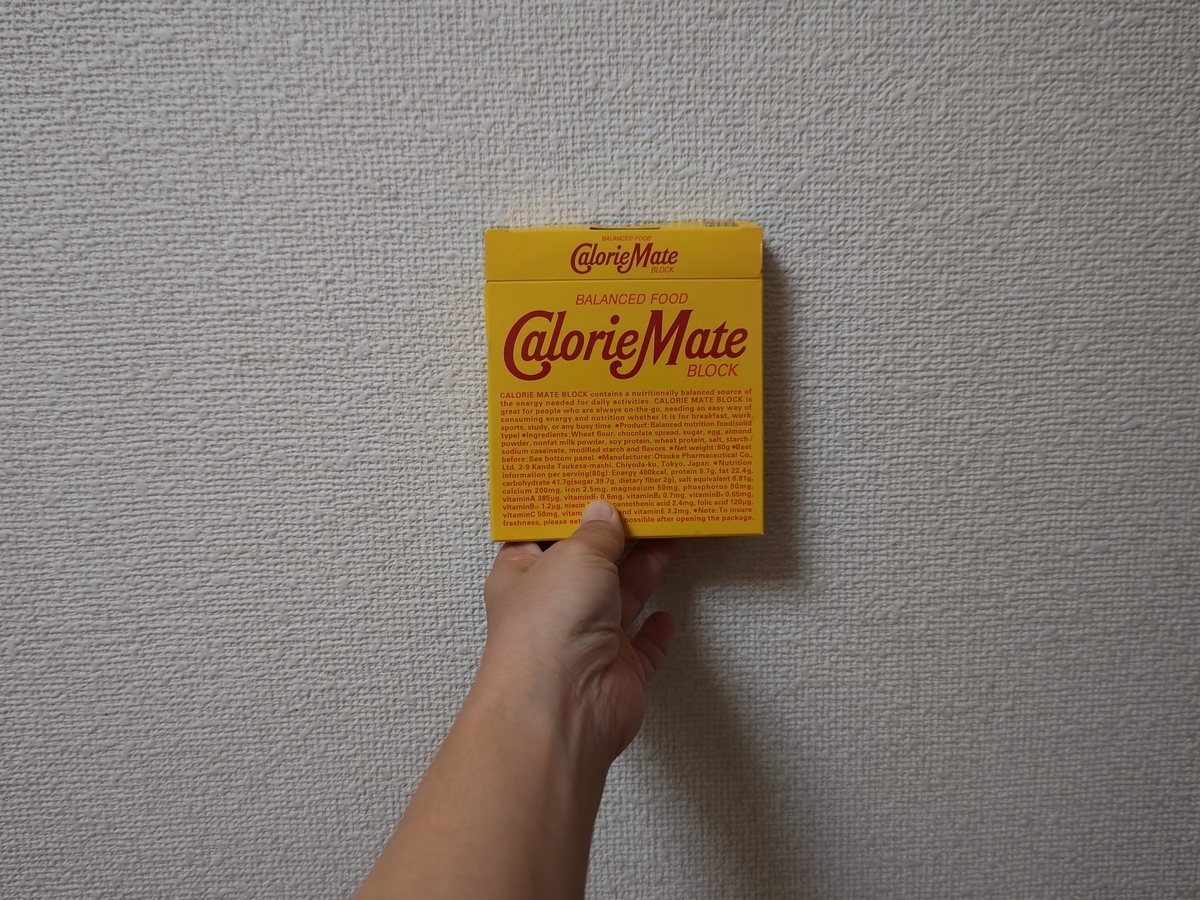 BALANCED FOOD
CalorieMate
BLOCK
BALANCED FOOD
CalorieMate
BLOCK
CALORIE MATE BLOCK contains a nutritionally balanced source of
the energy needed for daily activities. CALORIE MATE BLOCK is
great for people who are always on-the-go, needing an easy way of
consuming energy and nutrition whether it is for breakfast, work,
sports, study, or any busy time. ●Product:Balanced nutrition food(solid
type) ●Ingredients:Wheat flour, chocolate spread, sugar, egg, almond
powder, nonfat milk powder, soy protein, wheat protein, salt, starch /
sodium caseinate, modified starch and flavors. ●Net weight:80g ●Best
before:See bottom panel. ●Manufacturer:Otsuka Pharmaceutical Co.,
Ltd. 2-9 Kanda Tsukasa-machi, Chiyoda-ku, Tokyo, Japan. ●Nutrition
information per serving(80g):Energy 400kcal, protein 8.7g, fat 22.4g,
carbohydrate 41.7g(sugar 39.7g, dietary fiber 2g), salt equivalent 0.81g,
calcium 200mg, iron 2.5mg, magnesium 50mg, phosphorus 90mg,
vitaminA 385μg, vitaminB₁ 0.6mg, vitaminB₂ 0.7mg, vitaminB₆ 0.65mg,
vitaminB₁₂ 1.2μg, niacin pantothenic acid 2.4mg, folic acid 120μg,
vitaminC 50mg, and vitaminE 3.2mg. ●Note:To insure
freshness, please eat possible after opening the package.